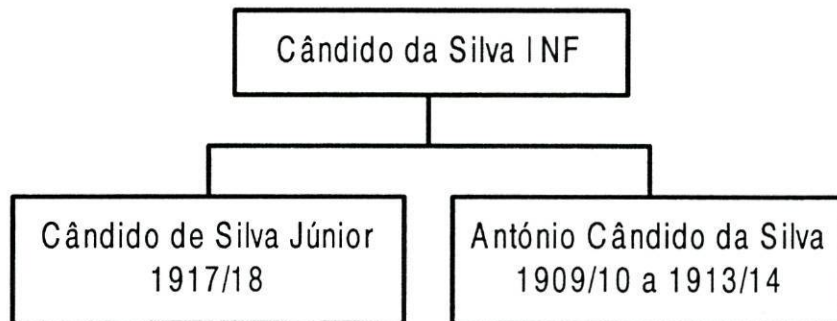 Cândido da Silva I NF
Cândido de Silva Júnior
1917/18
António Cândido da Silva
1909/10 a 1913/14